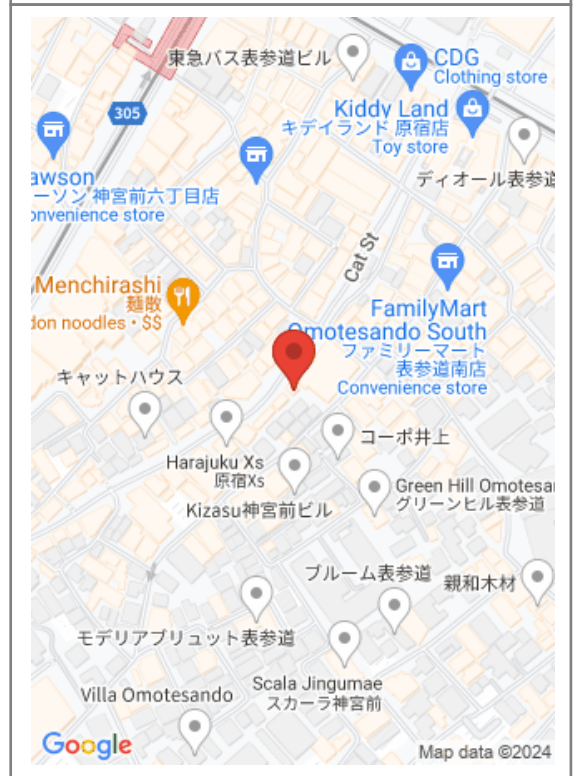 東急バス表参道ビル
CDG
Clothing store
305
Kiddy Land
キデイランド 原宿店
Toy store
ディオール表参道
awson
ーソン 神宮前六丁目店
onvenience store
Cat St
Menchirashi
麺散
don noodles・$$
FamilyMart
Omotesando South
ファミリーマート
表参道南店
Convenience store
キャットハウス
コーポ井上
Harajuku Xs
原宿Xs
Green Hill Omotesa
グリーンヒル表参道
Kizasu神宮前ビル
ブルーム表参道
親和木材
モデリアブリュット表参道
Scala Jingumae
スカーラ神宮前
Villa Omotesando
Google
Map data ©2024